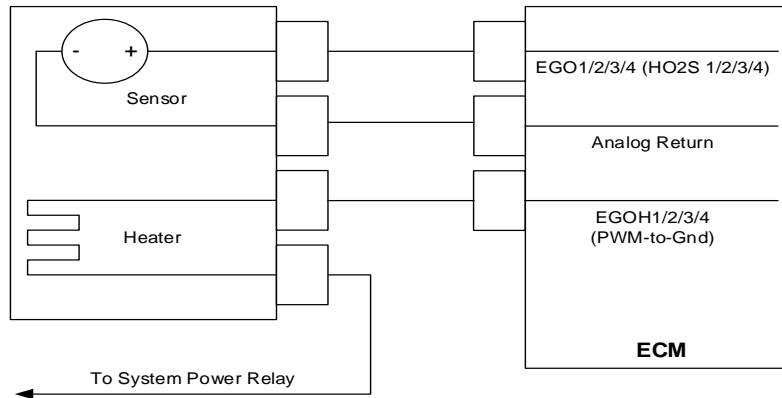 - +
EGO1/2/3/4 (HO2S 1/2/3/4)
Sensor
Analog Return
Heater
EGOH1/2/3/4
(PWM-to-Gnd)
ECM
To System Power Relay